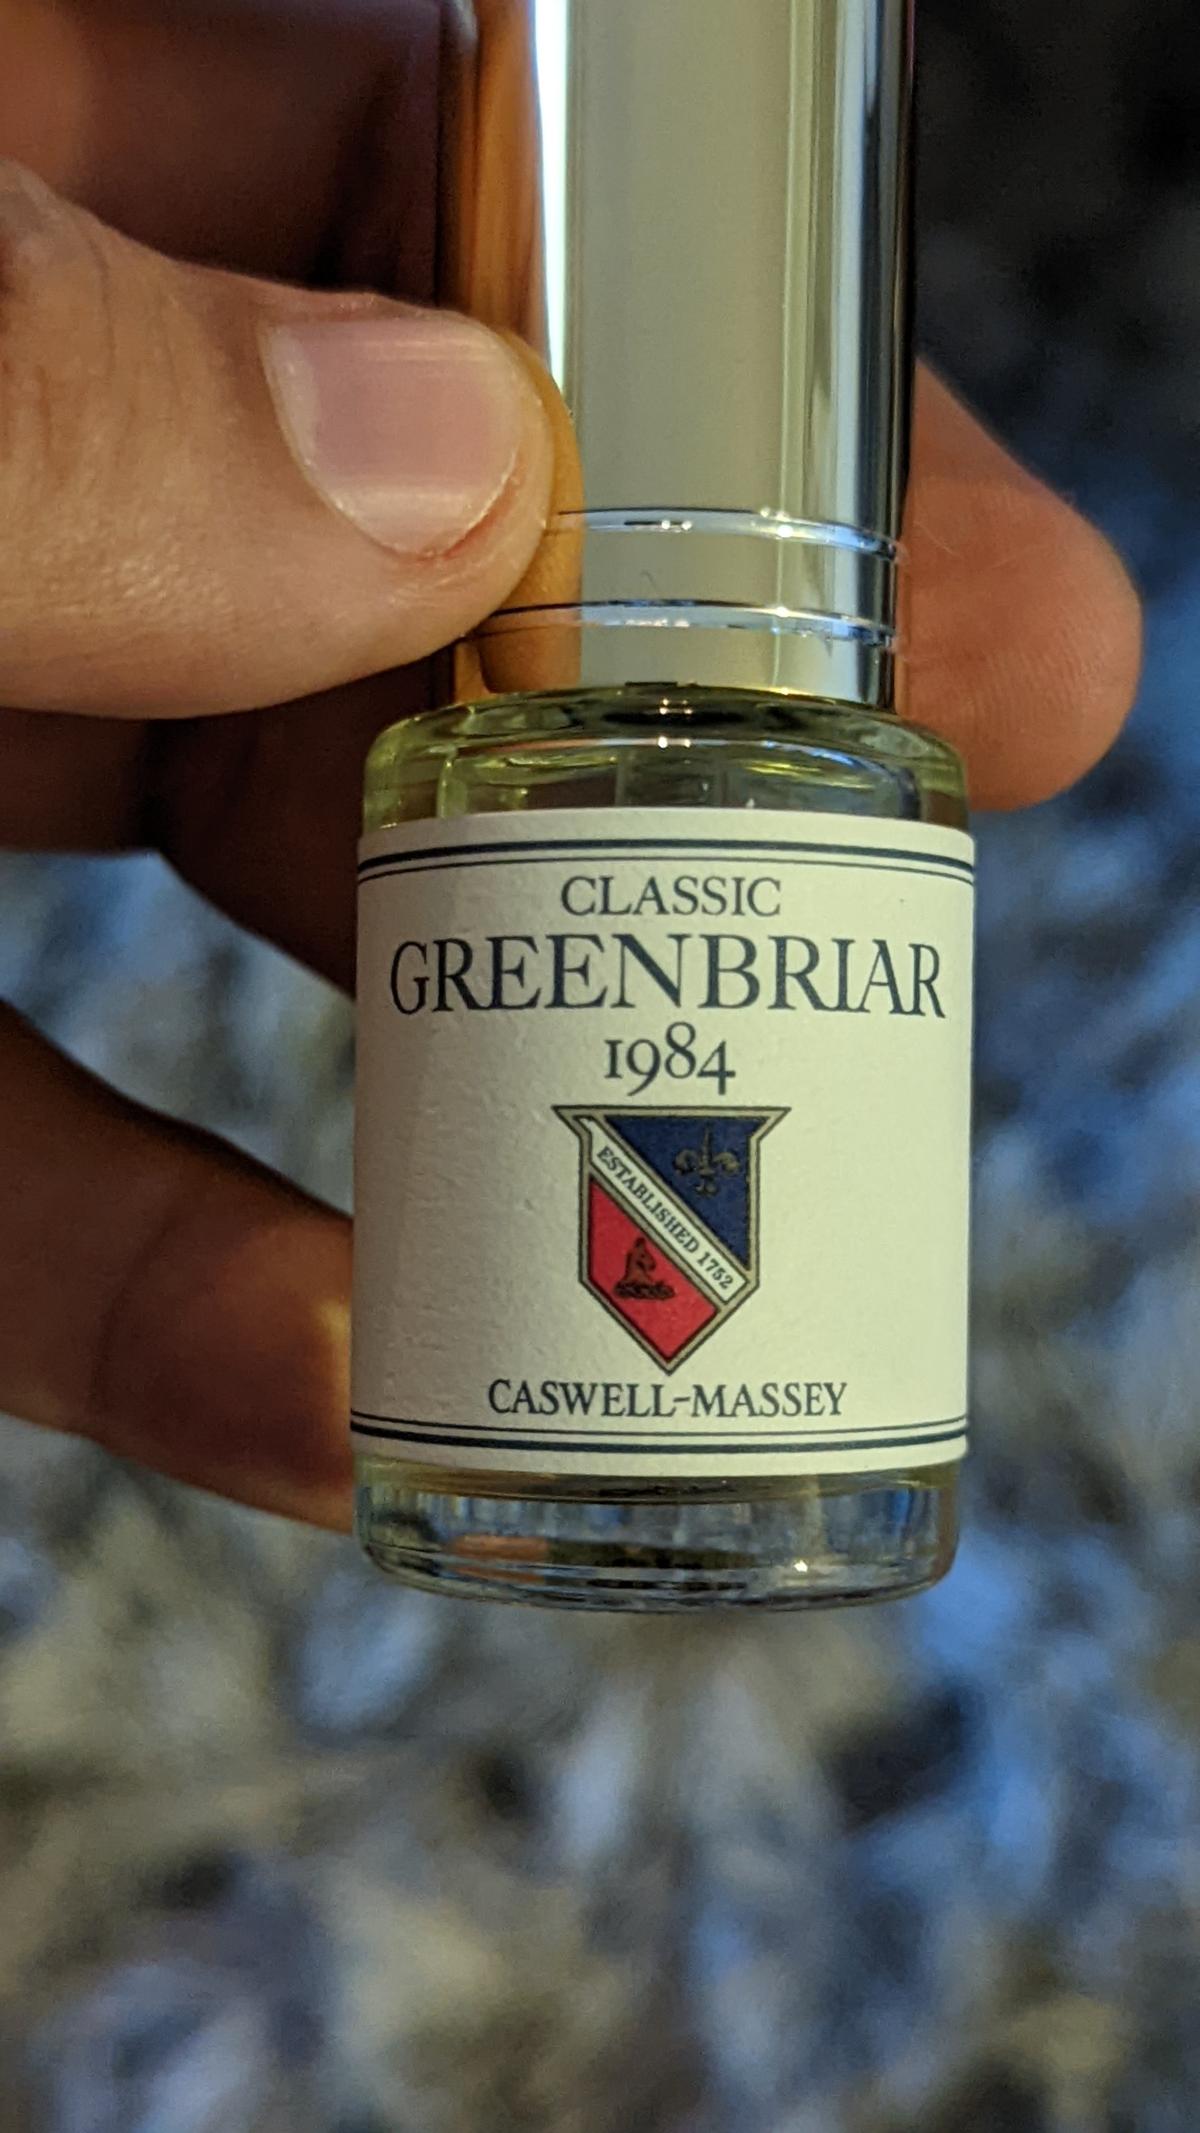 CLASSIC
GREENBRIAR
1984
ESTABLISHED 1752
CASWELL-MASSEY